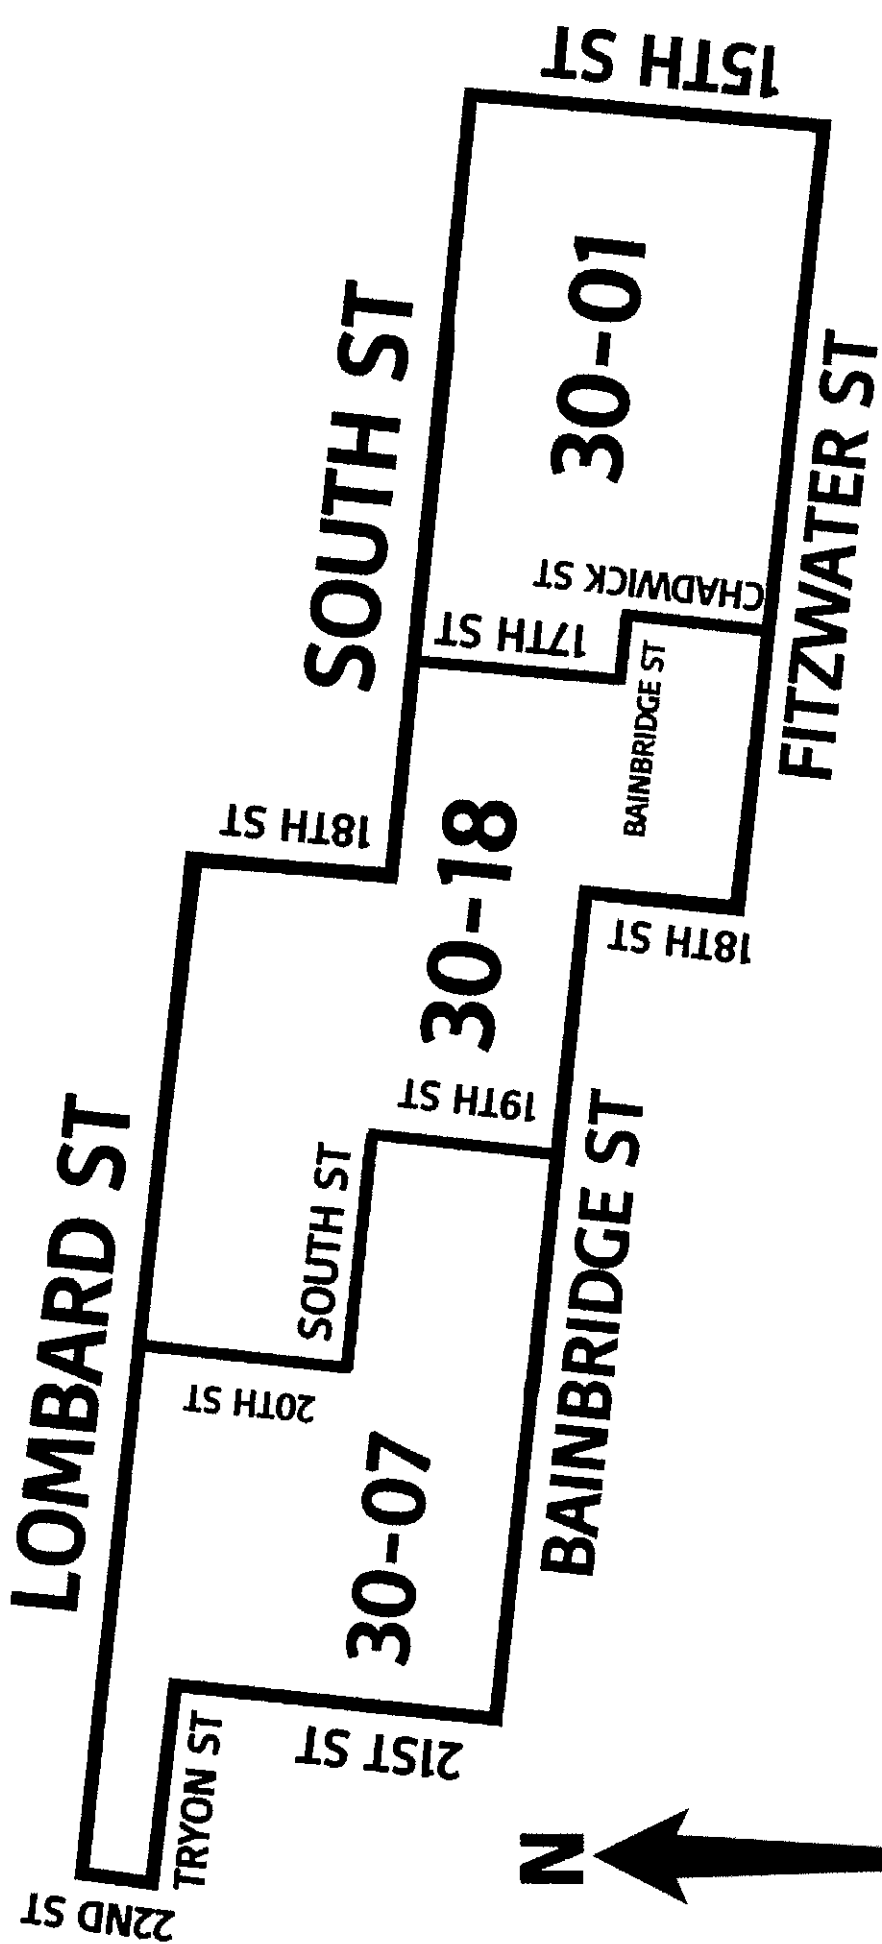 15TH ST
SOUTH ST
30-01
FITZWATER ST
CHADWICK ST
17TH ST
BAINBRIDGE ST
18TH ST
30-18
18TH ST
19TH ST
SOUTH ST
LOMBARD ST
BAINBRIDGE ST
20TH ST
30-07
21ST ST
TRYON ST
22ND ST
N